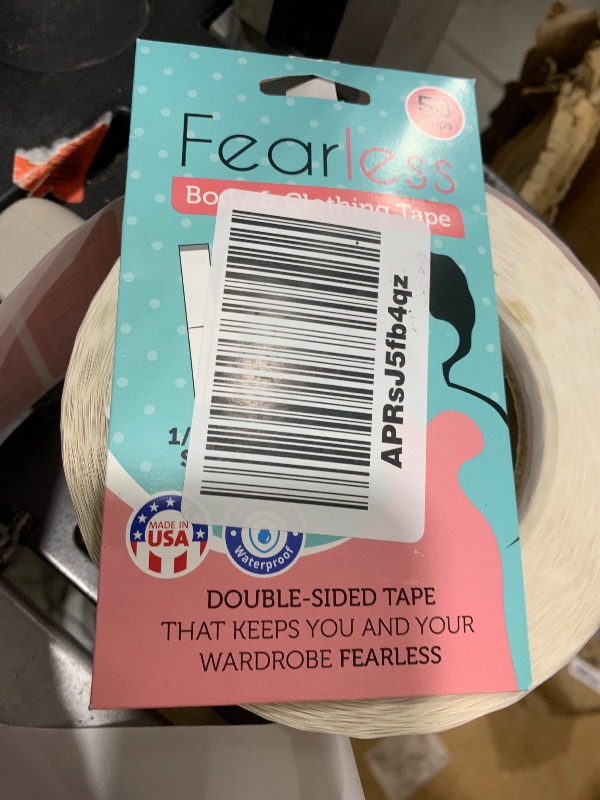 50
Fearless
Body & Clothing Tape
APRsJ5fb4qz
1/
MADE IN
USA
Waterproof
DOUBLE-SIDED TAPE
THAT KEEPS YOU AND YOUR
WARDROBE FEARLESS